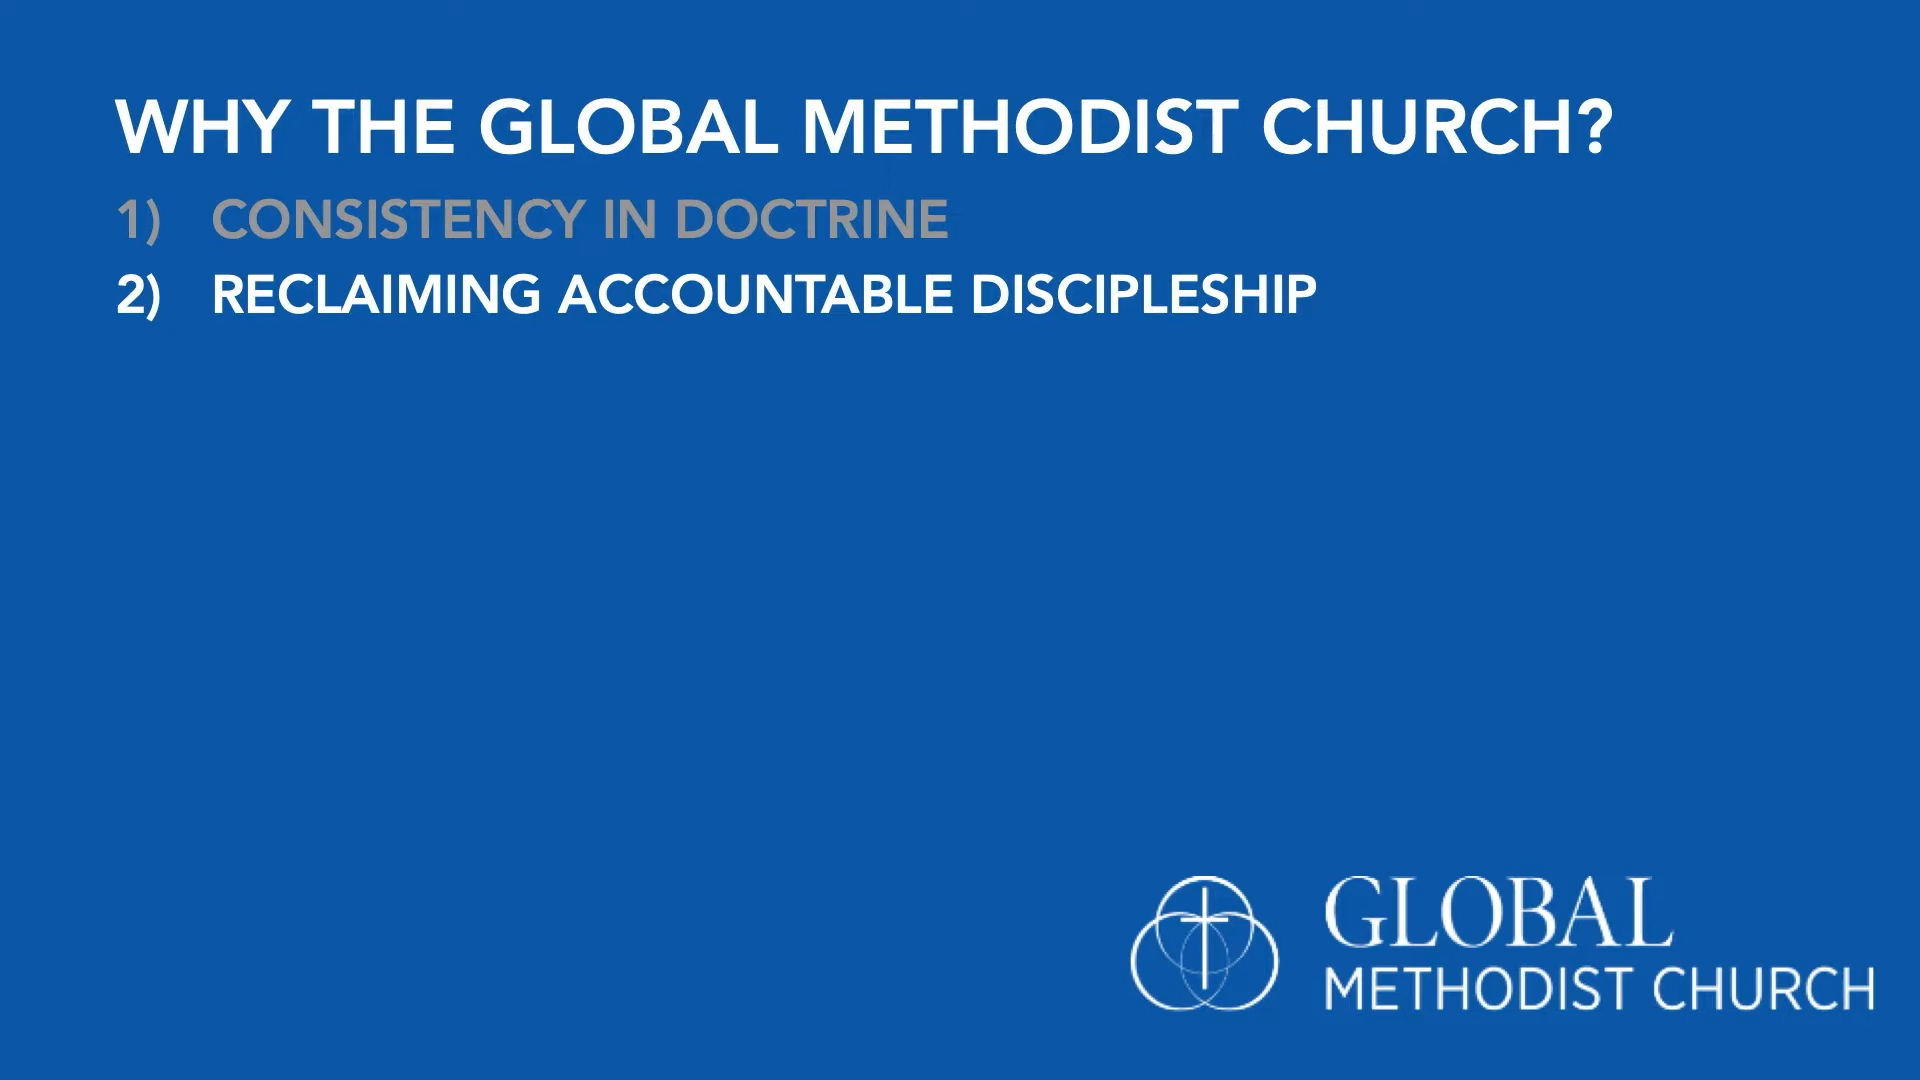 WHY THE GLOBAL METHODIST CHURCH?
1) CONSISTENCY IN DOCTRINE
2) RECLAIMING ACCOUNTABLE DISCIPLESHIP
GLOBAL
METHODIST CHURCH